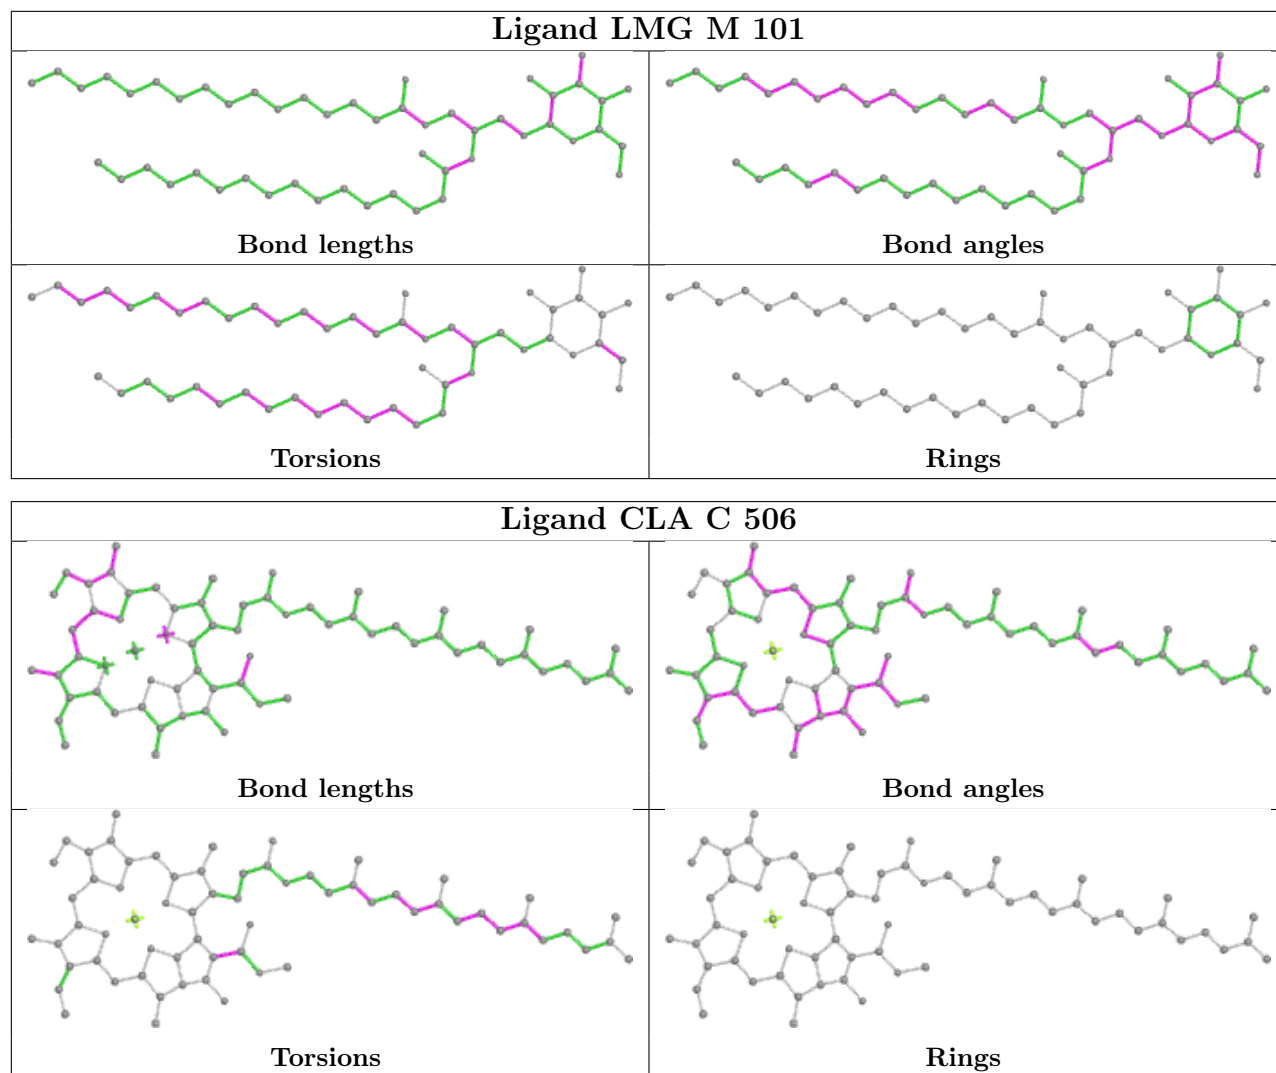 Ligand LMG M 101
Bond lengths
Bond angles
Torsions
Rings
Ligand CLA C 506
Bond lengths
Bond angles
Torsions
Rings